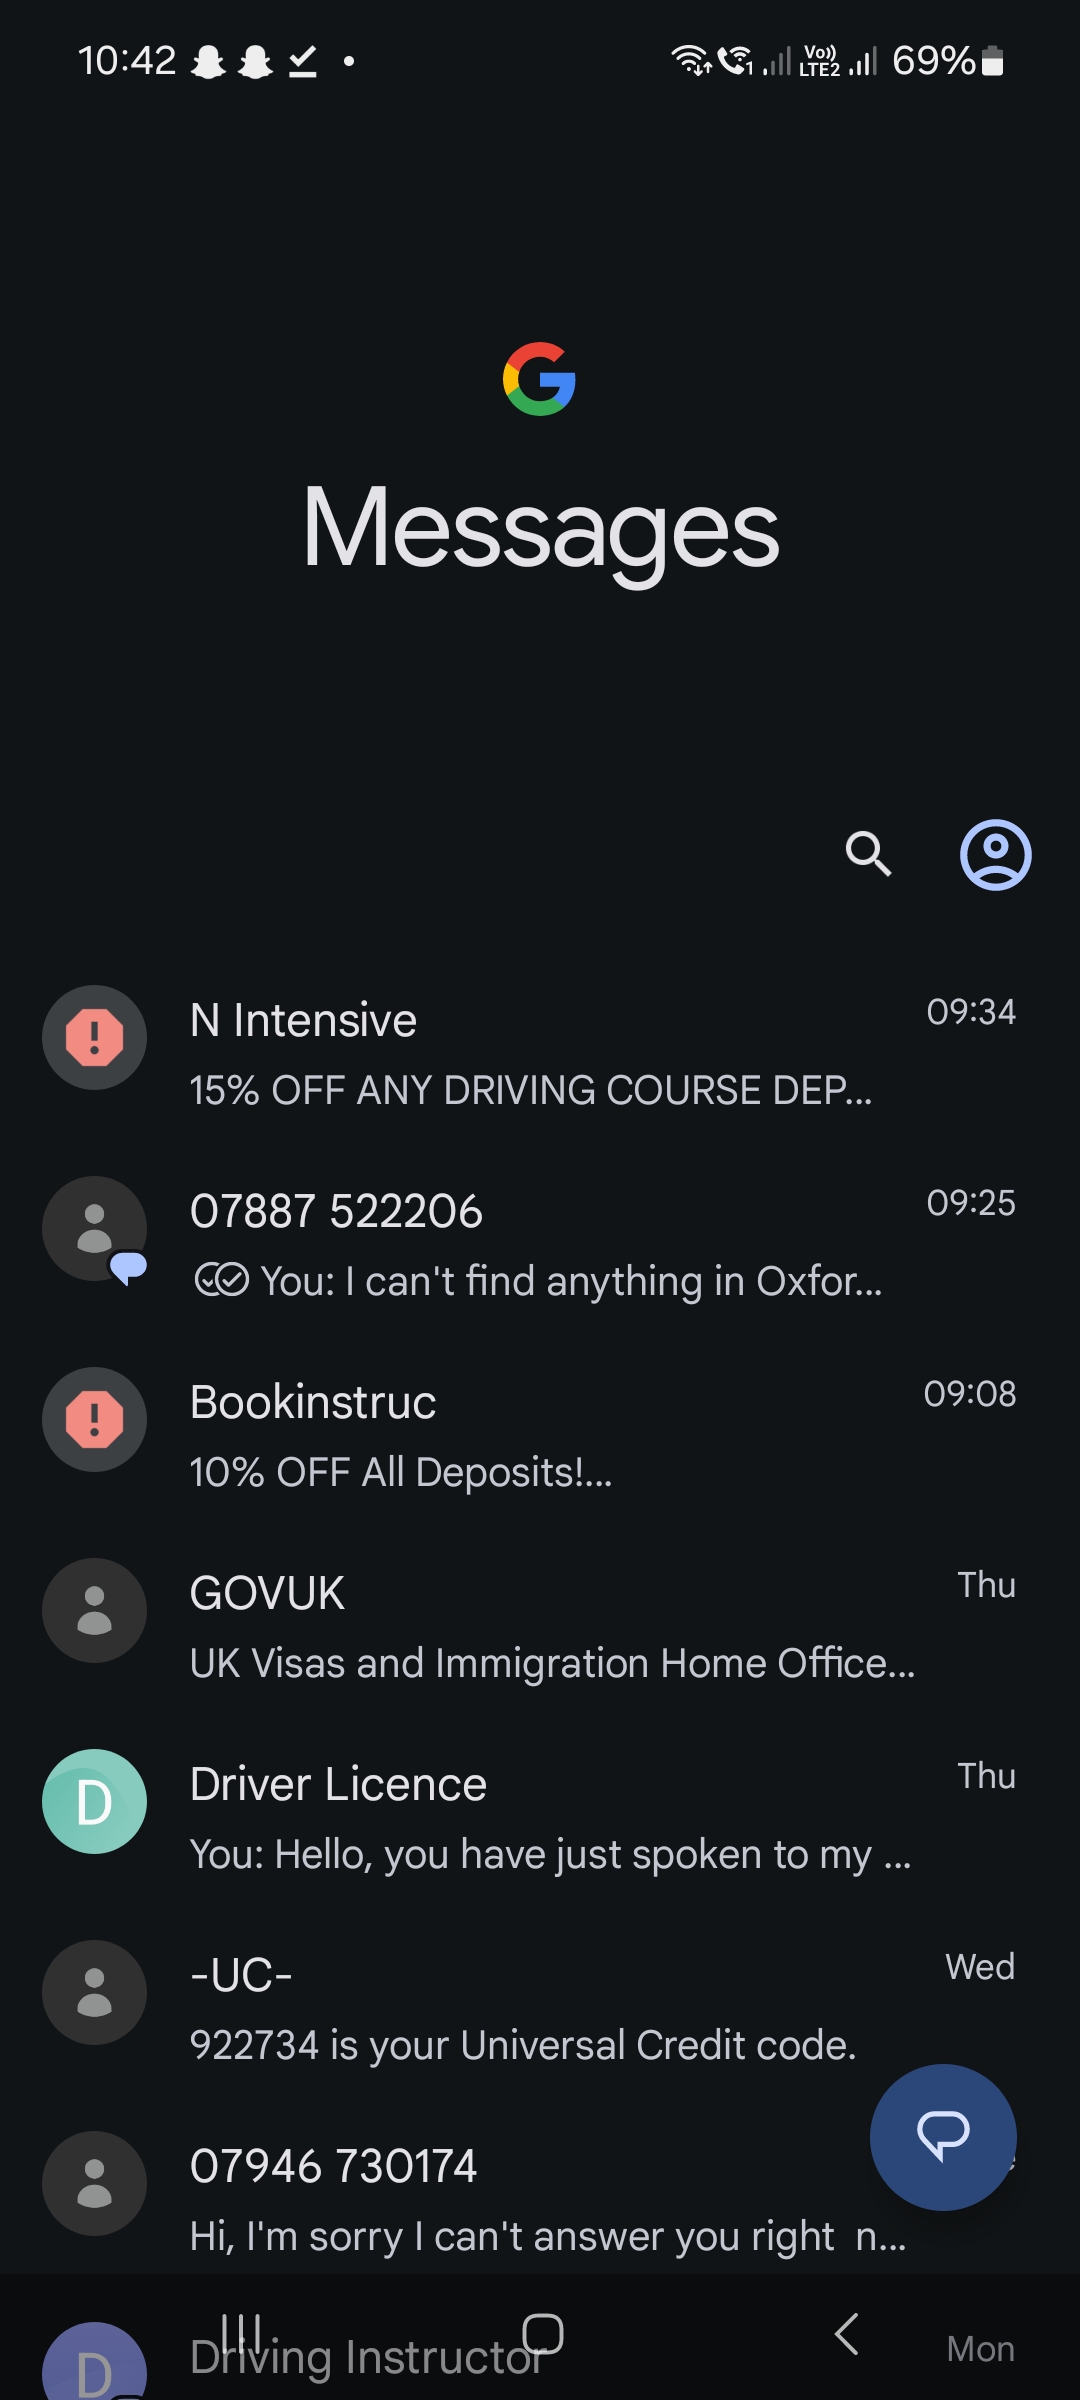 10:42
Vo))
LTE2
1
69%
Messages
N Intensive
09:34
15% OFF ANY DRIVING COURSE DEP...
07887 522206
09:25
You: I can't find anything in Oxfor...
Bookinstruc
09:08
10% OFF All Deposits!...
GOVUK
Thu
UK Visas and Immigration Home Office...
D
Driver Licence
Thu
You: Hello, you have just spoken to my ...
-UC-
Wed
922734 is your Universal Credit code.
07946 730174
Hi, I'm sorry I can't answer you right  n...
D
Driving Instructor
Mon